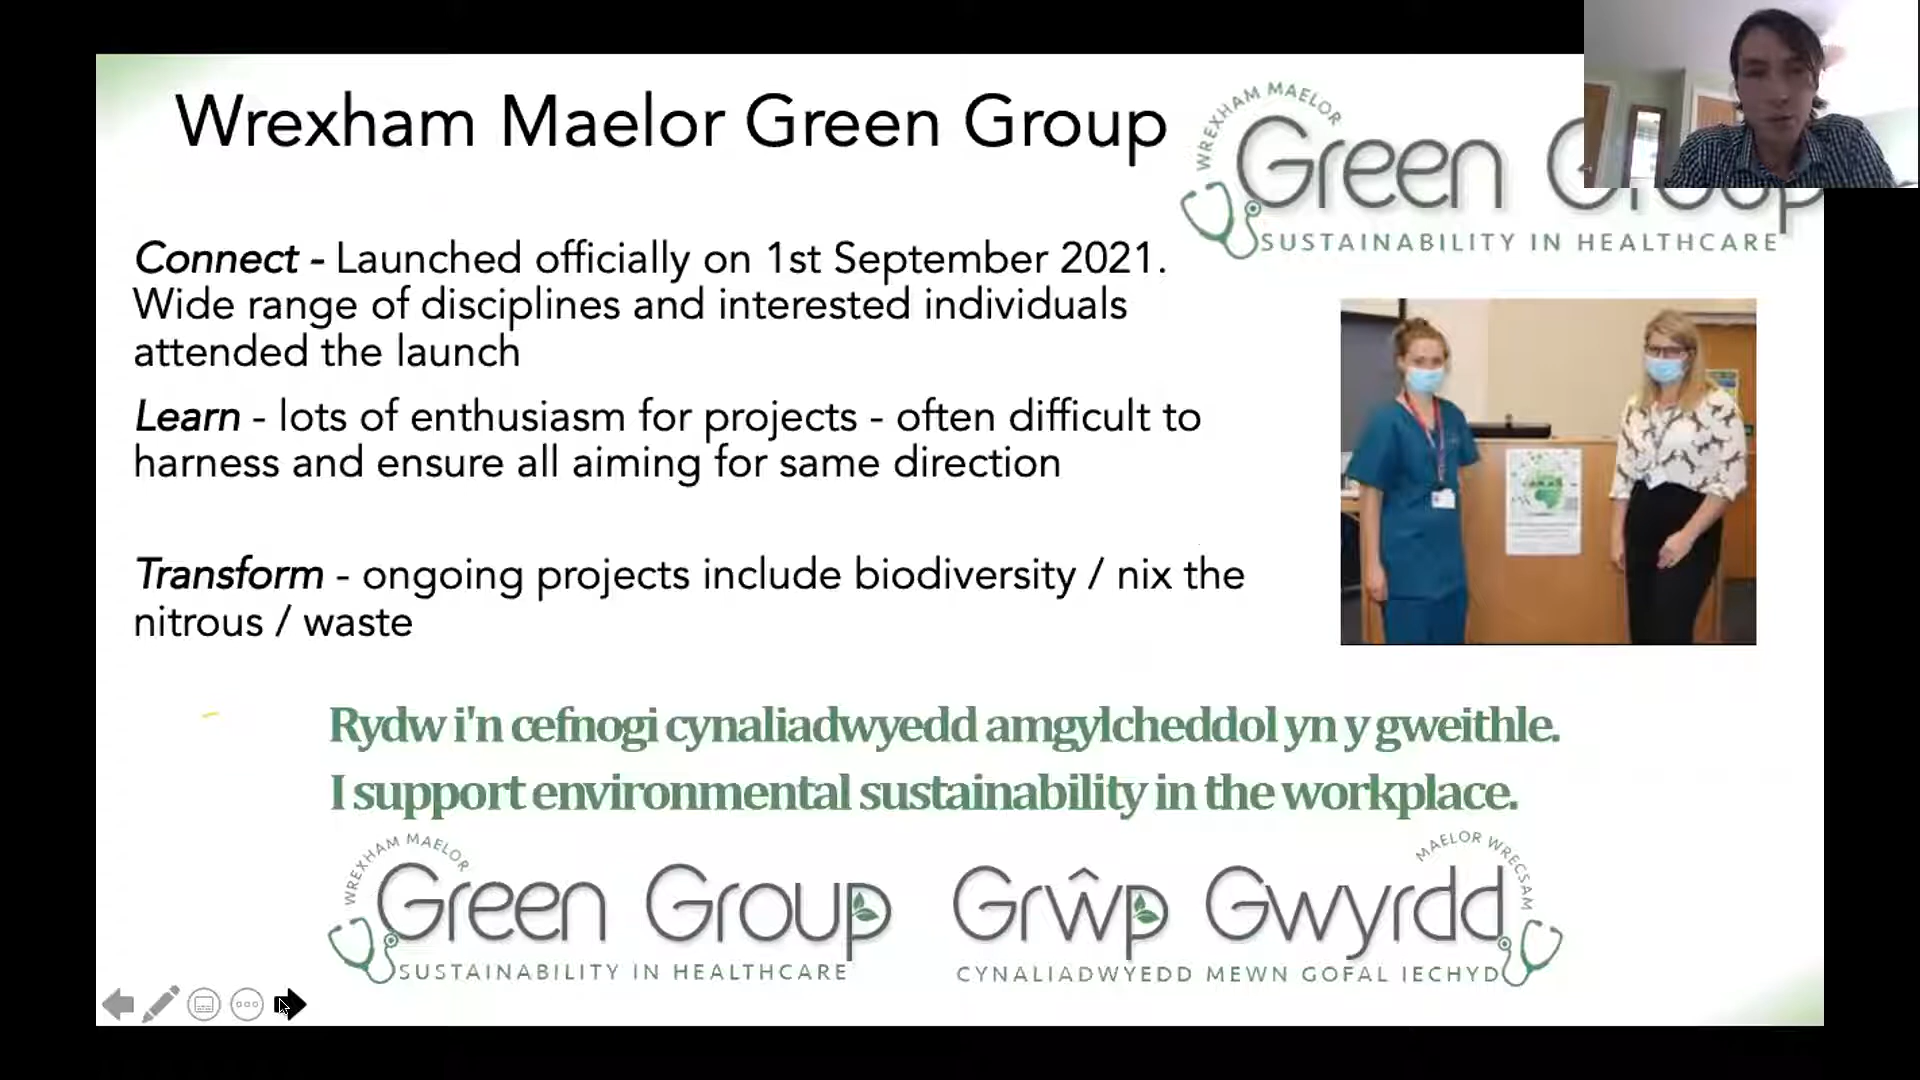 Wrexham Maelor Green Group
WREXHAM MAELOR
Green
SUSTAINABILITY IN HEALTHCARE
Connect - Launched officially on 1st September 2021.
Wide range of disciplines and interested individuals
attended the launch
Learn - lots of enthusiasm for projects - often difficult to
harness and ensure all aiming for same direction
Transform - ongoing projects include biodiversity / nix the
nitrous / waste
Rydw i'n cefnogi cynaliadwyedd amgylcheddol yn y gweithle.
I support environmental sustainability in the workplace.
WREXHAM MAELOR
Green Group
SUSTAINABILITY IN HEALTHCARE
MAELOR WRECSAM
Grŵp Gwyrdd
CYNALIADWYEDD MEWN GOFAL IECHYD